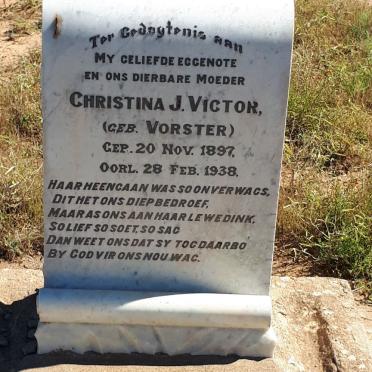 Ter Gedagtenis aan
MY GELIEFDE EGGENOTE
EN ONS DIERBARE MOEDER
CHRISTINA J. VICTOR,
(GEB. VORSTER)
GEB. 20 NOV. 1897,
OORL. 28 FEB. 1938,
HAAR HEENGAAN WAS SO ONVERWAGS,
DIT HET ONS DIEP BEDROEF,
MAAR AS ONS AAN HAAR LEWE DINK,
SO LIEF SO SOET, SO SAG
DAN WEET ONS DAT SY TOG DAARBO
BY GOD VIR ONS NOU WAG.